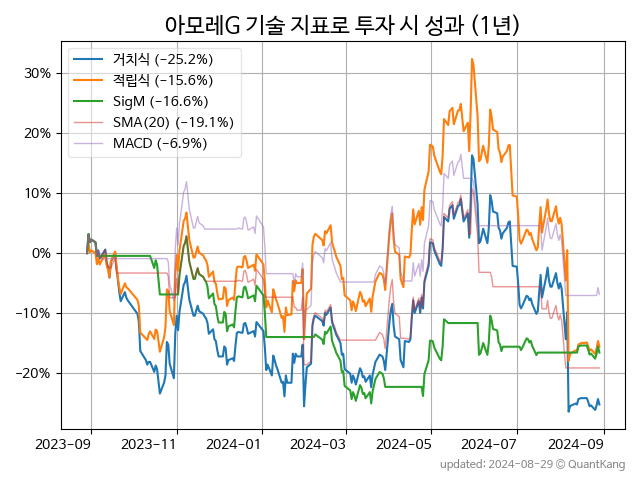 아모레G 기술 지표로 투자 시 성과 (1년)
거치식 (−25.2%)
적립식 (−15.6%)
SigM (−16.6%)
SMA(20) (−19.1%)
MACD (−6.9%)
30%
20%
10%
0%
−10%
−20%
2023-09 2023-11 2024-01 2024-03 2024-05 2024-07 2024-09
updated: 2024-08-29 © QuantKang